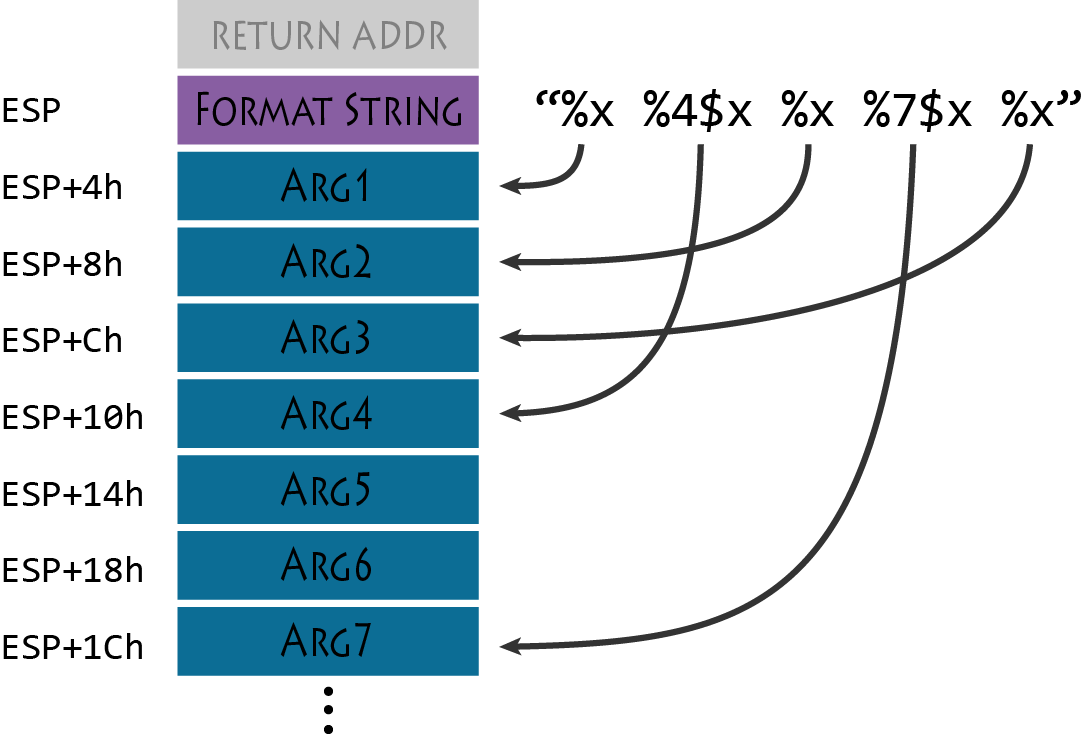 RETURN ADDR
ESP FORMAT STRING “%x %4$x %x %7$x %x”
ESP+4h ARG1
ESP+8h ARG2
ESP+Ch ARG3
ESP+10h ARG4
ESP+14h ARG5
ESP+18h ARG6
ESP+1Ch ARG7